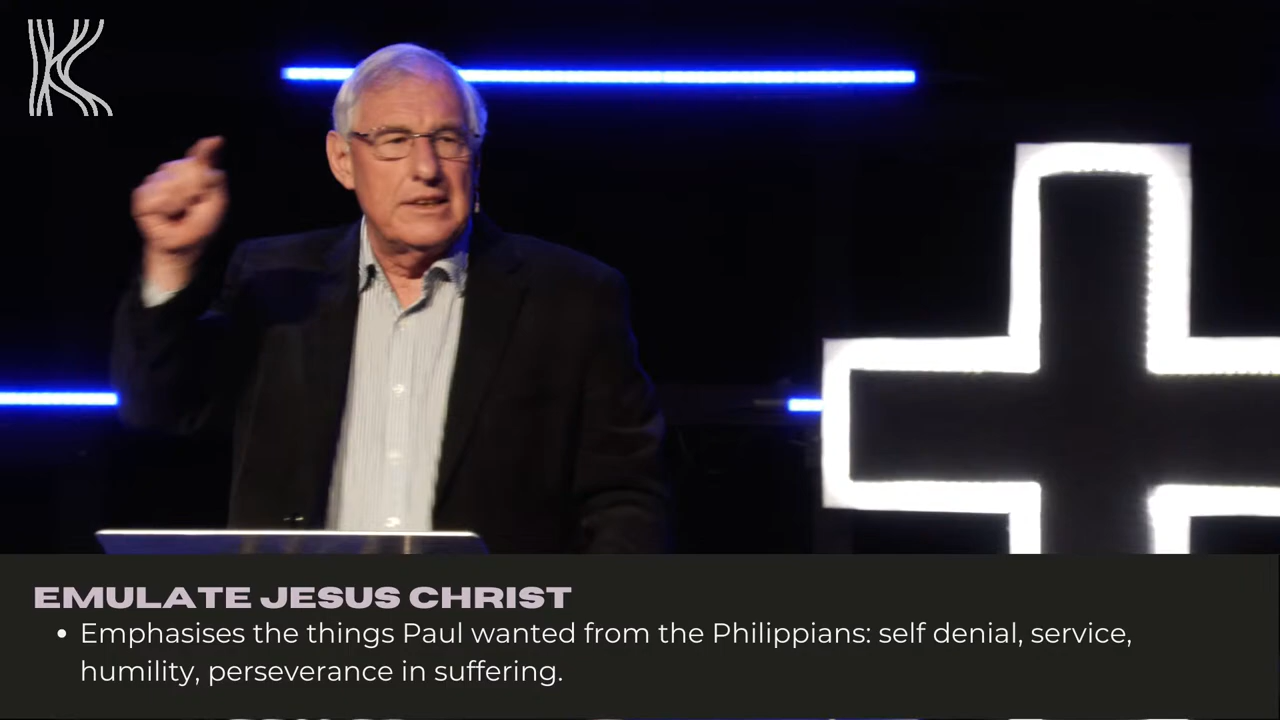 K
EMULATE JESUS CHRIST
• Emphasises the things Paul wanted from the Philippians: self denial, service,
humility, perseverance in suffering.